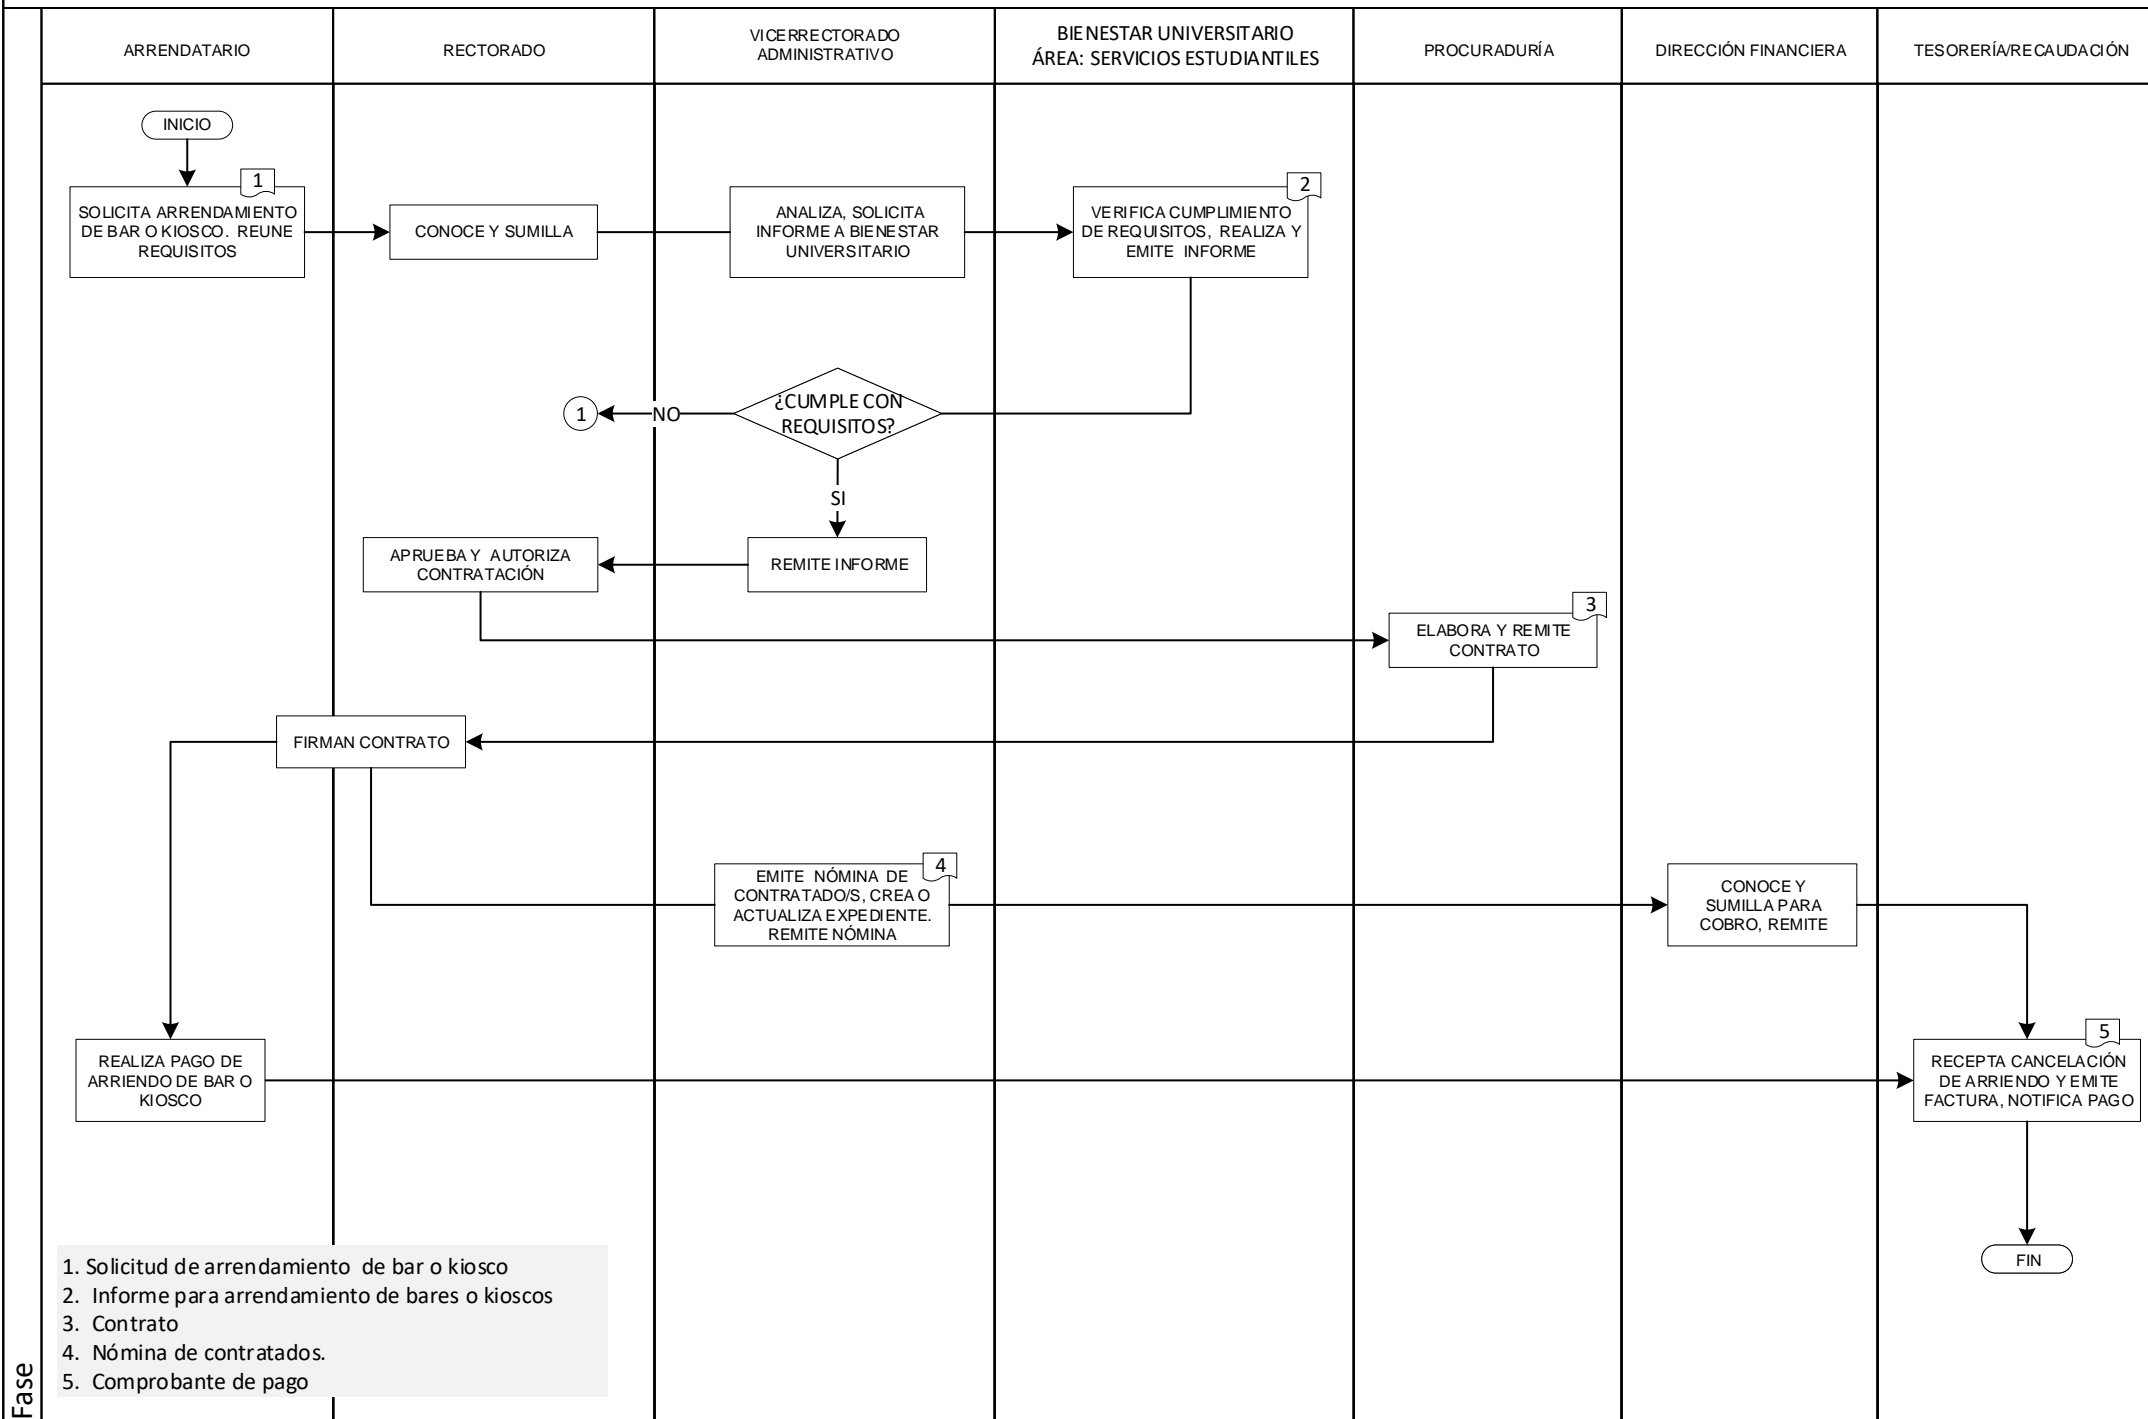 ARRENDATARIO
RECTORADO
VICERRECTORADO
ADMINISTRATIVO
BIENESTAR UNIVERSITARIO
ÁREA: SERVICIOS ESTUDIANTILES
PROCURADURÍA
DIRECCIÓN FINANCIERA
TESORERÍA/RECAUDACIÓN
INICIO
1
SOLICITA ARRENDAMIENTO
DE BAR O KIOSCO. REUNE
REQUISITOS
CONOCE Y SUMILLA
ANALIZA, SOLICITA
INFORME A BIENESTAR
UNIVERSITARIO
2
VERIFICA CUMPLIMIENTO
DE REQUISITOS, REALIZA Y
EMITE INFORME
¿CUMPLE CON
REQUISITOS?
NO
1
SI
REMITE INFORME
APRUEBA Y AUTORIZA
CONTRATACIÓN
3
ELABORA Y REMITE
CONTRATO
FIRMAN CONTRATO
4
EMITE NÓMINA DE
CONTRATADO/S, CREA O
ACTUALIZA EXPEDIENTE.
REMITE NÓMINA
CONOCE Y
SUMILLA PARA
COBRO, REMITE
REALIZA PAGO DE
ARRIENDO DE BAR O
KIOSCO
5
RECEPTA CANCELACIÓN
DE ARRIENDO Y EMITE
FACTURA, NOTIFICA PAGO
FIN
1. Solicitud de arrendamiento de bar o kiosco
2. Informe para arrendamiento de bares o kioscos
3. Contrato
4. Nómina de contratados.
5. Comprobante de pago
Fase